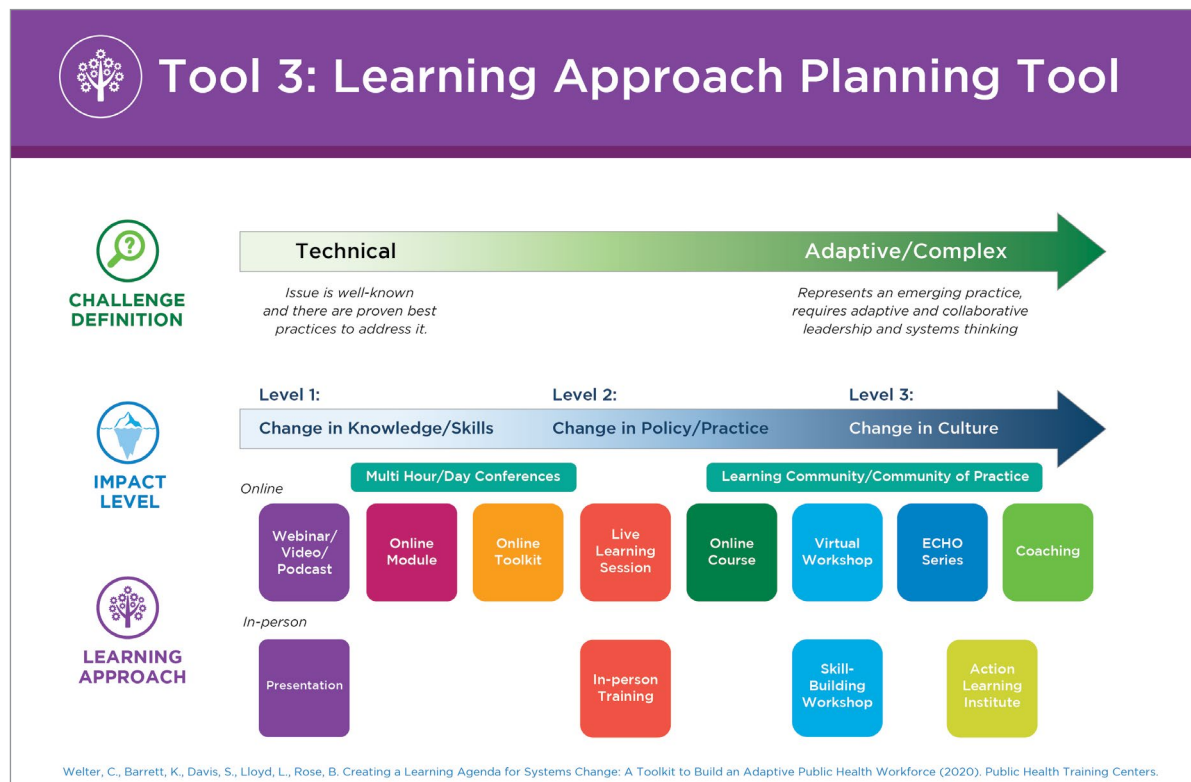 Tool 3: Learning Approach Planning Tool
CHALLENGE
DEFINITION
Technical
Adaptive/Complex
Issue is well-known
and there are proven best
practices to address it.
Represents an emerging practice,
requires adaptive and collaborative
leadership and systems thinking
IMPACT
LEVEL
Level 1:
Change in Knowledge/Skills
Level 2:
Change in Policy/Practice
Level 3:
Change in Culture
Multi Hour/Day Conferences
Learning Community/Community of Practice
LEARNING
APPROACH
Online
Webinar/
Video/
Podcast
Online
Module
Online
Toolkit
Live
Learning
Session
Online
Course
Virtual
Workshop
ECHO
Series
Coaching
In-person
Presentation
In-person
Training
Skill-
Building
Workshop
Action
Learning
Institute
Welter, C., Barrett, K., Davis, S., Lloyd, L., Rose, B. Creating a Learning Agenda for Systems Change: A Toolkit to Build an Adaptive Public Health Workforce (2020). Public Health Training Centers.